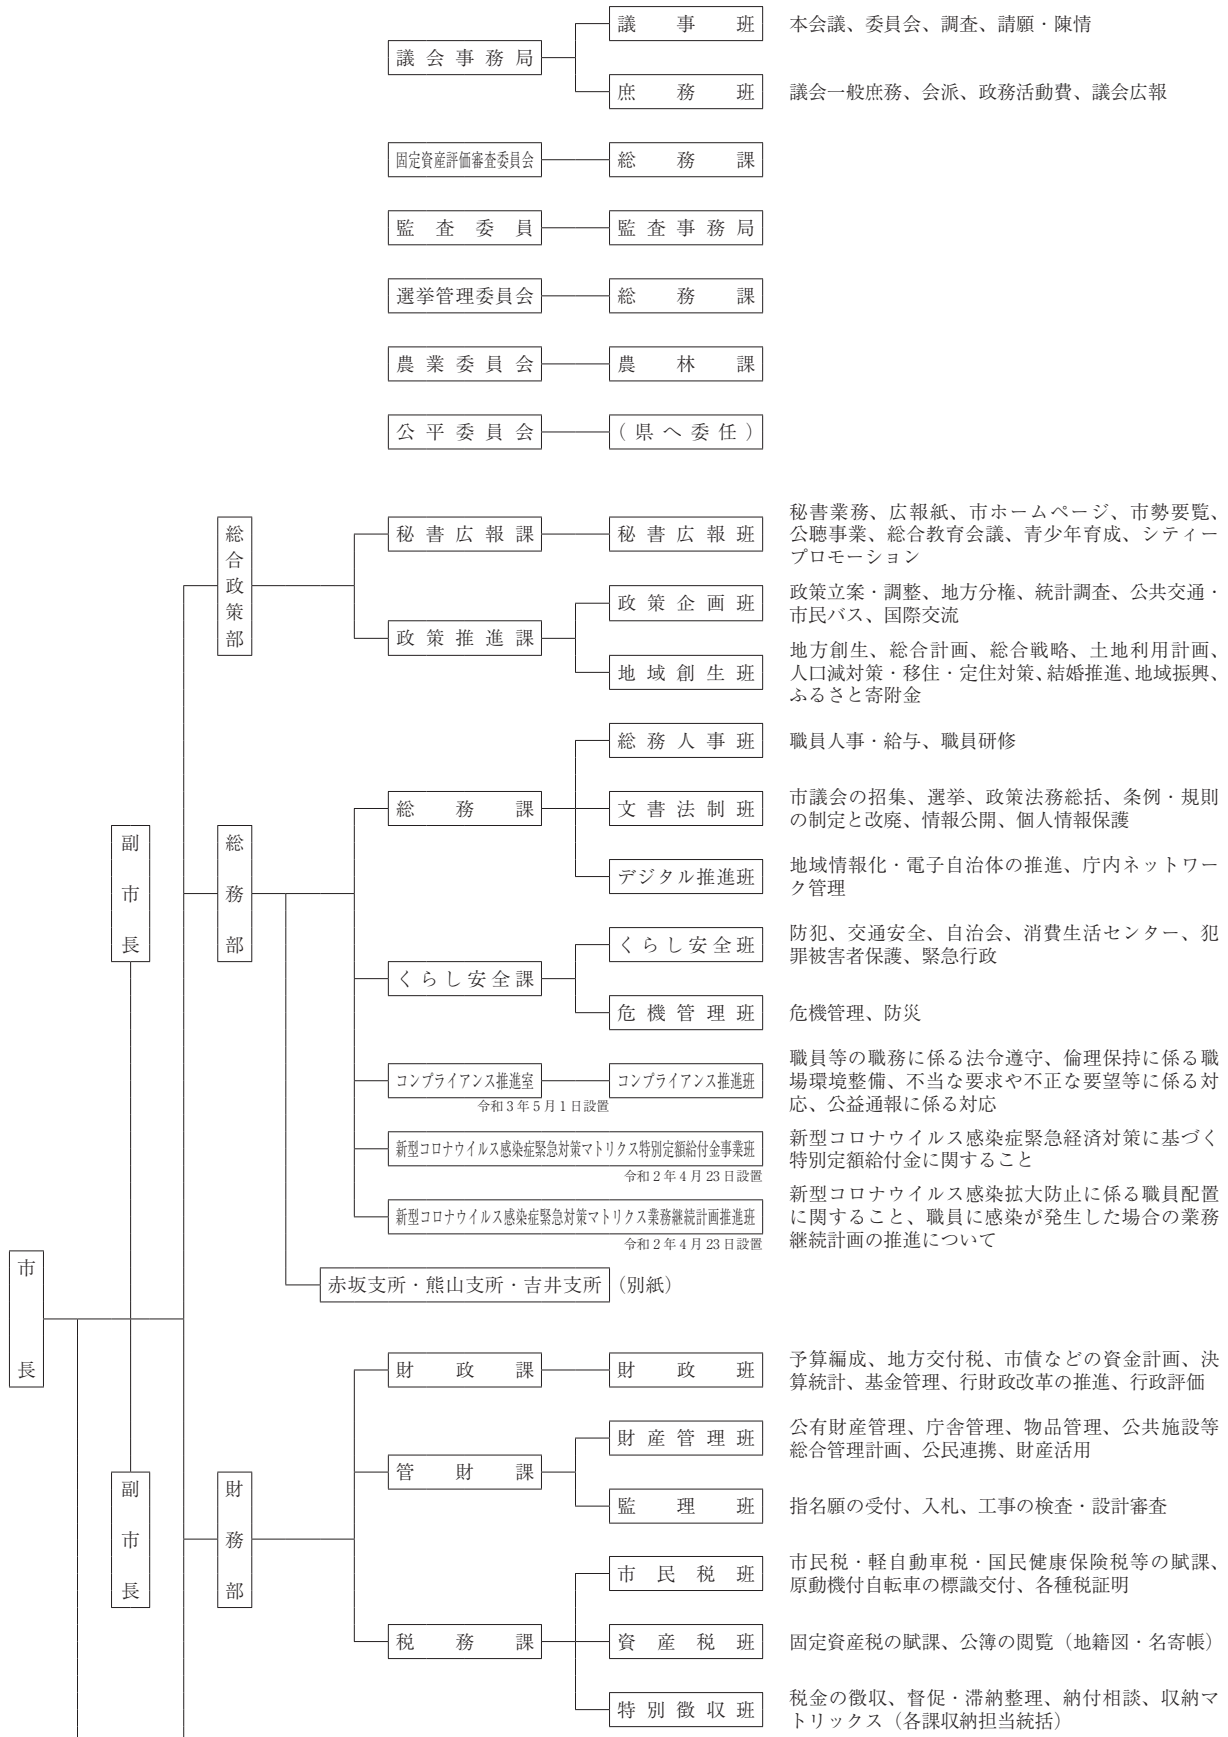 議事班
本会議、委員会、調査、請願・陳情
議会事務局
庶務班
議会一般庶務、会派、政務活動費、議会広報
固定資産評価審査委員会
総務課
監査委員
監査事務局
選挙管理委員会
総務課
農業委員会
農林課
公平委員会
(県へ委任)
総合政策部
秘書広報課
秘書広報班
秘書業務、広報紙、市ホームページ、市勢要覧、
公聴事業、総合教育会議、青少年育成、シティー
プロモーション
政策推進課
政策企画班
政策立案・調整、地方分権、統計調査、公共交通・
市民バス、国際交流
地域創生班
地方創生、総合計画、総合戦略、土地利用計画、
人口減対策・移住・定住対策、結婚推進、地域振興、
ふるさと寄附金
副市長
総務部
総務課
総務人事班
職員人事・給与、職員研修
文書法制班
市議会の招集、選挙、政策法務総括、条例・規則
の制定と改廃、情報公開、個人情報保護
デジタル推進班
地域情報化・電子自治体の推進、庁内ネットワー
ク管理
くらし安全課
くらし安全班
防犯、交通安全、自治会、消費生活センター、犯
罪被害者保護、緊急行政
危機管理班
危機管理、防災
コンプライアンス推進室
コンプライアンス推進班
令和3年5月1日設置
職員等の職務に係る法令遵守、倫理保持に係る職
場環境整備、不当な要求や不正な要望等に係る対
応、公益通報に係る対応
新型コロナウイルス感染症緊急対策マトリクス特別定額給付金事業班
令和2年4月23日設置
新型コロナウイルス感染症緊急経済対策に基づく
特別定額給付金に関すること
新型コロナウイルス感染症緊急対策マトリクス業務継続計画推進班
令和2年4月23日設置
新型コロナウイルス感染拡大防止に係る職員配置
に関すること、職員に感染が発生した場合の業務
継続計画の推進について
赤坂支所・熊山支所・吉井支所
(別紙)
市長
副市長
財務部
財政課
財政班
予算編成、地方交付税、市債などの資金計画、決
算統計、基金管理、行財政改革の推進、行政評価
管財課
財産管理班
公有財産管理、庁舎管理、物品管理、公共施設等
総合管理計画、公民連携、財産活用
監理班
指名願の受付、入札、工事の検査・設計審査
税務課
市民税班
市民税・軽自動車税・国民健康保険税等の賦課、
原動機付自転車の標識交付、各種税証明
資産税班
固定資産税の賦課、公簿の閲覧（地籍図・名寄帳）
特別徴収班
税金の徴収、督促・滞納整理、納付相談、収納マ
トリックス（各課収納担当統括）